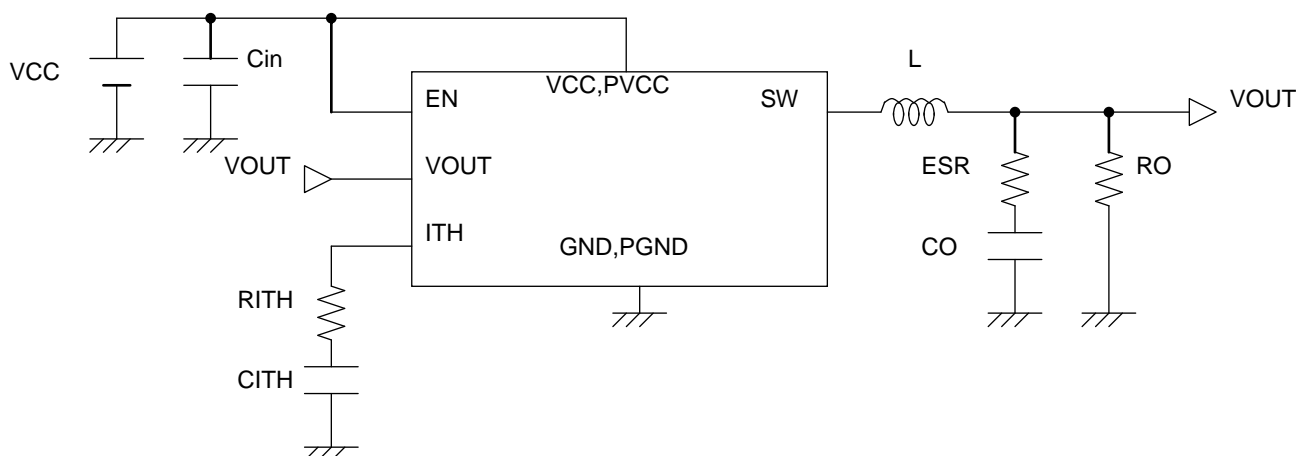 L
Cin
VCC
VCC,PVCC
EN
SW
VOUT
VOUT
VOUT
ESR
RO
ITH
GND,PGND
CO
RITH
CITH